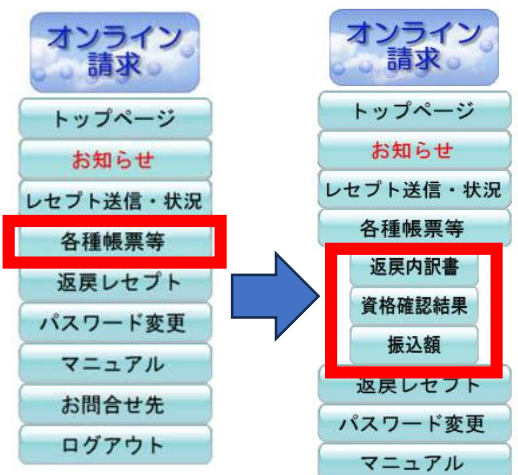 オンライン
請求
トップページ
お知らせ
レセプト送信・状況
各種帳票等
返戻レセプト
パスワード変更
マニュアル
お問合せ先
ログアウト
オンライン
請求
トップページ
お知らせ
レセプト送信・状況
各種帳票等
返戻内訳書
資格確認結果
振込額
返戻レセプト
パスワード変更
マニュアル